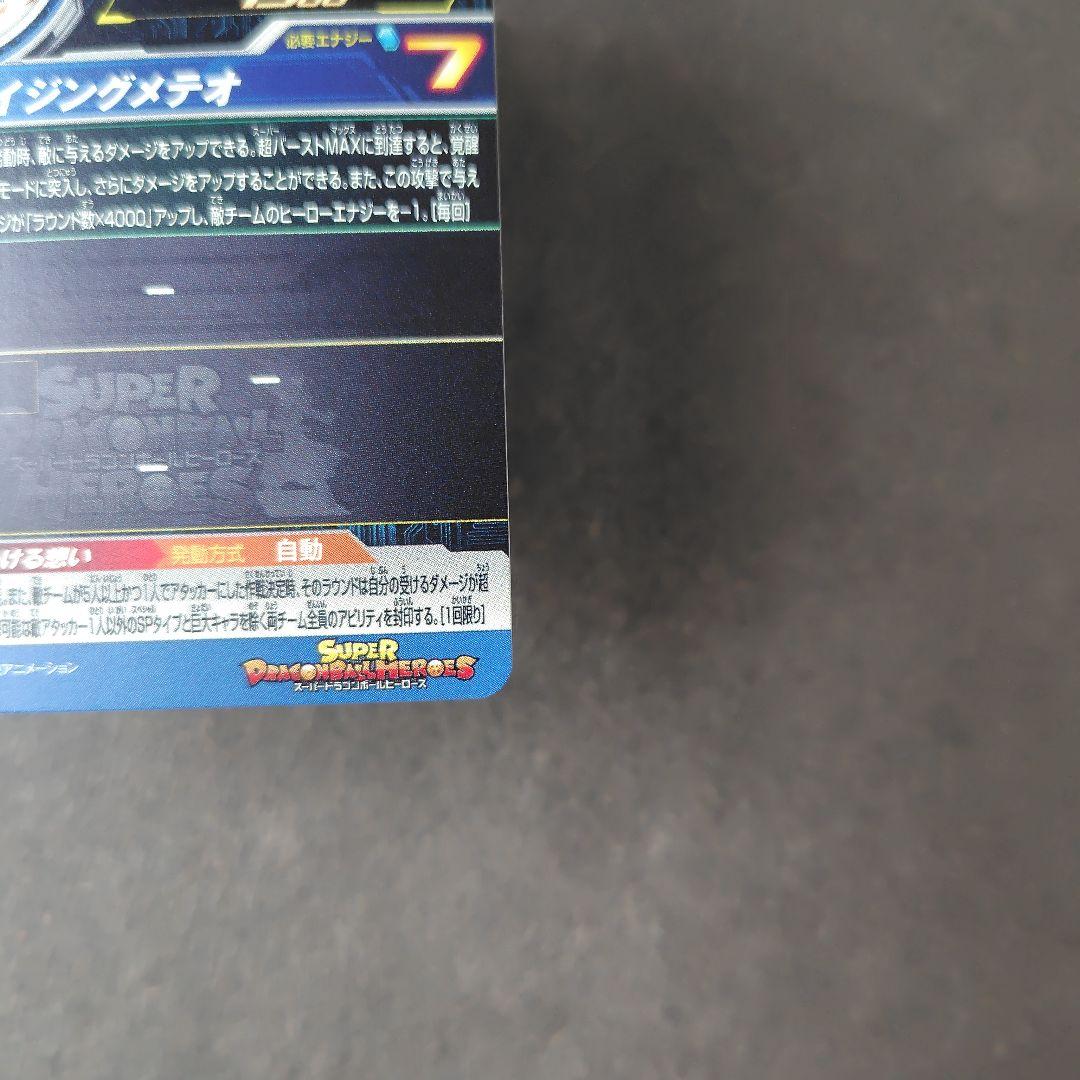 必要エナジー 7
イジングメテオ
動時、敵に与えるダメージをアップできる。超バーストMAXに到達すると、覚醒
モードに突入し、さらにダメージをアップすることができる。また、この攻撃で与え
ジが「ラウンド数×4000」アップし、敵チームのヒーローエナジーを-1。[毎回]
SUPER
DRAGONBALL
スーパードラゴンボールヒーローズ
HEROES
ける想い 発動方式 自動
。また、敵チームが5人以上かつ1人でアタッカーにした作戦決定時、そのラウンドは自分の受けるダメージが超
可能な敵アタッカー1人以外のSPタイプと巨大キャラを除く両チーム全員のアビリティを封印する。[1回限り]
アニメーション
SUPER
DRAGONBALL HEROES
スーパードラゴンボールヒーローズ